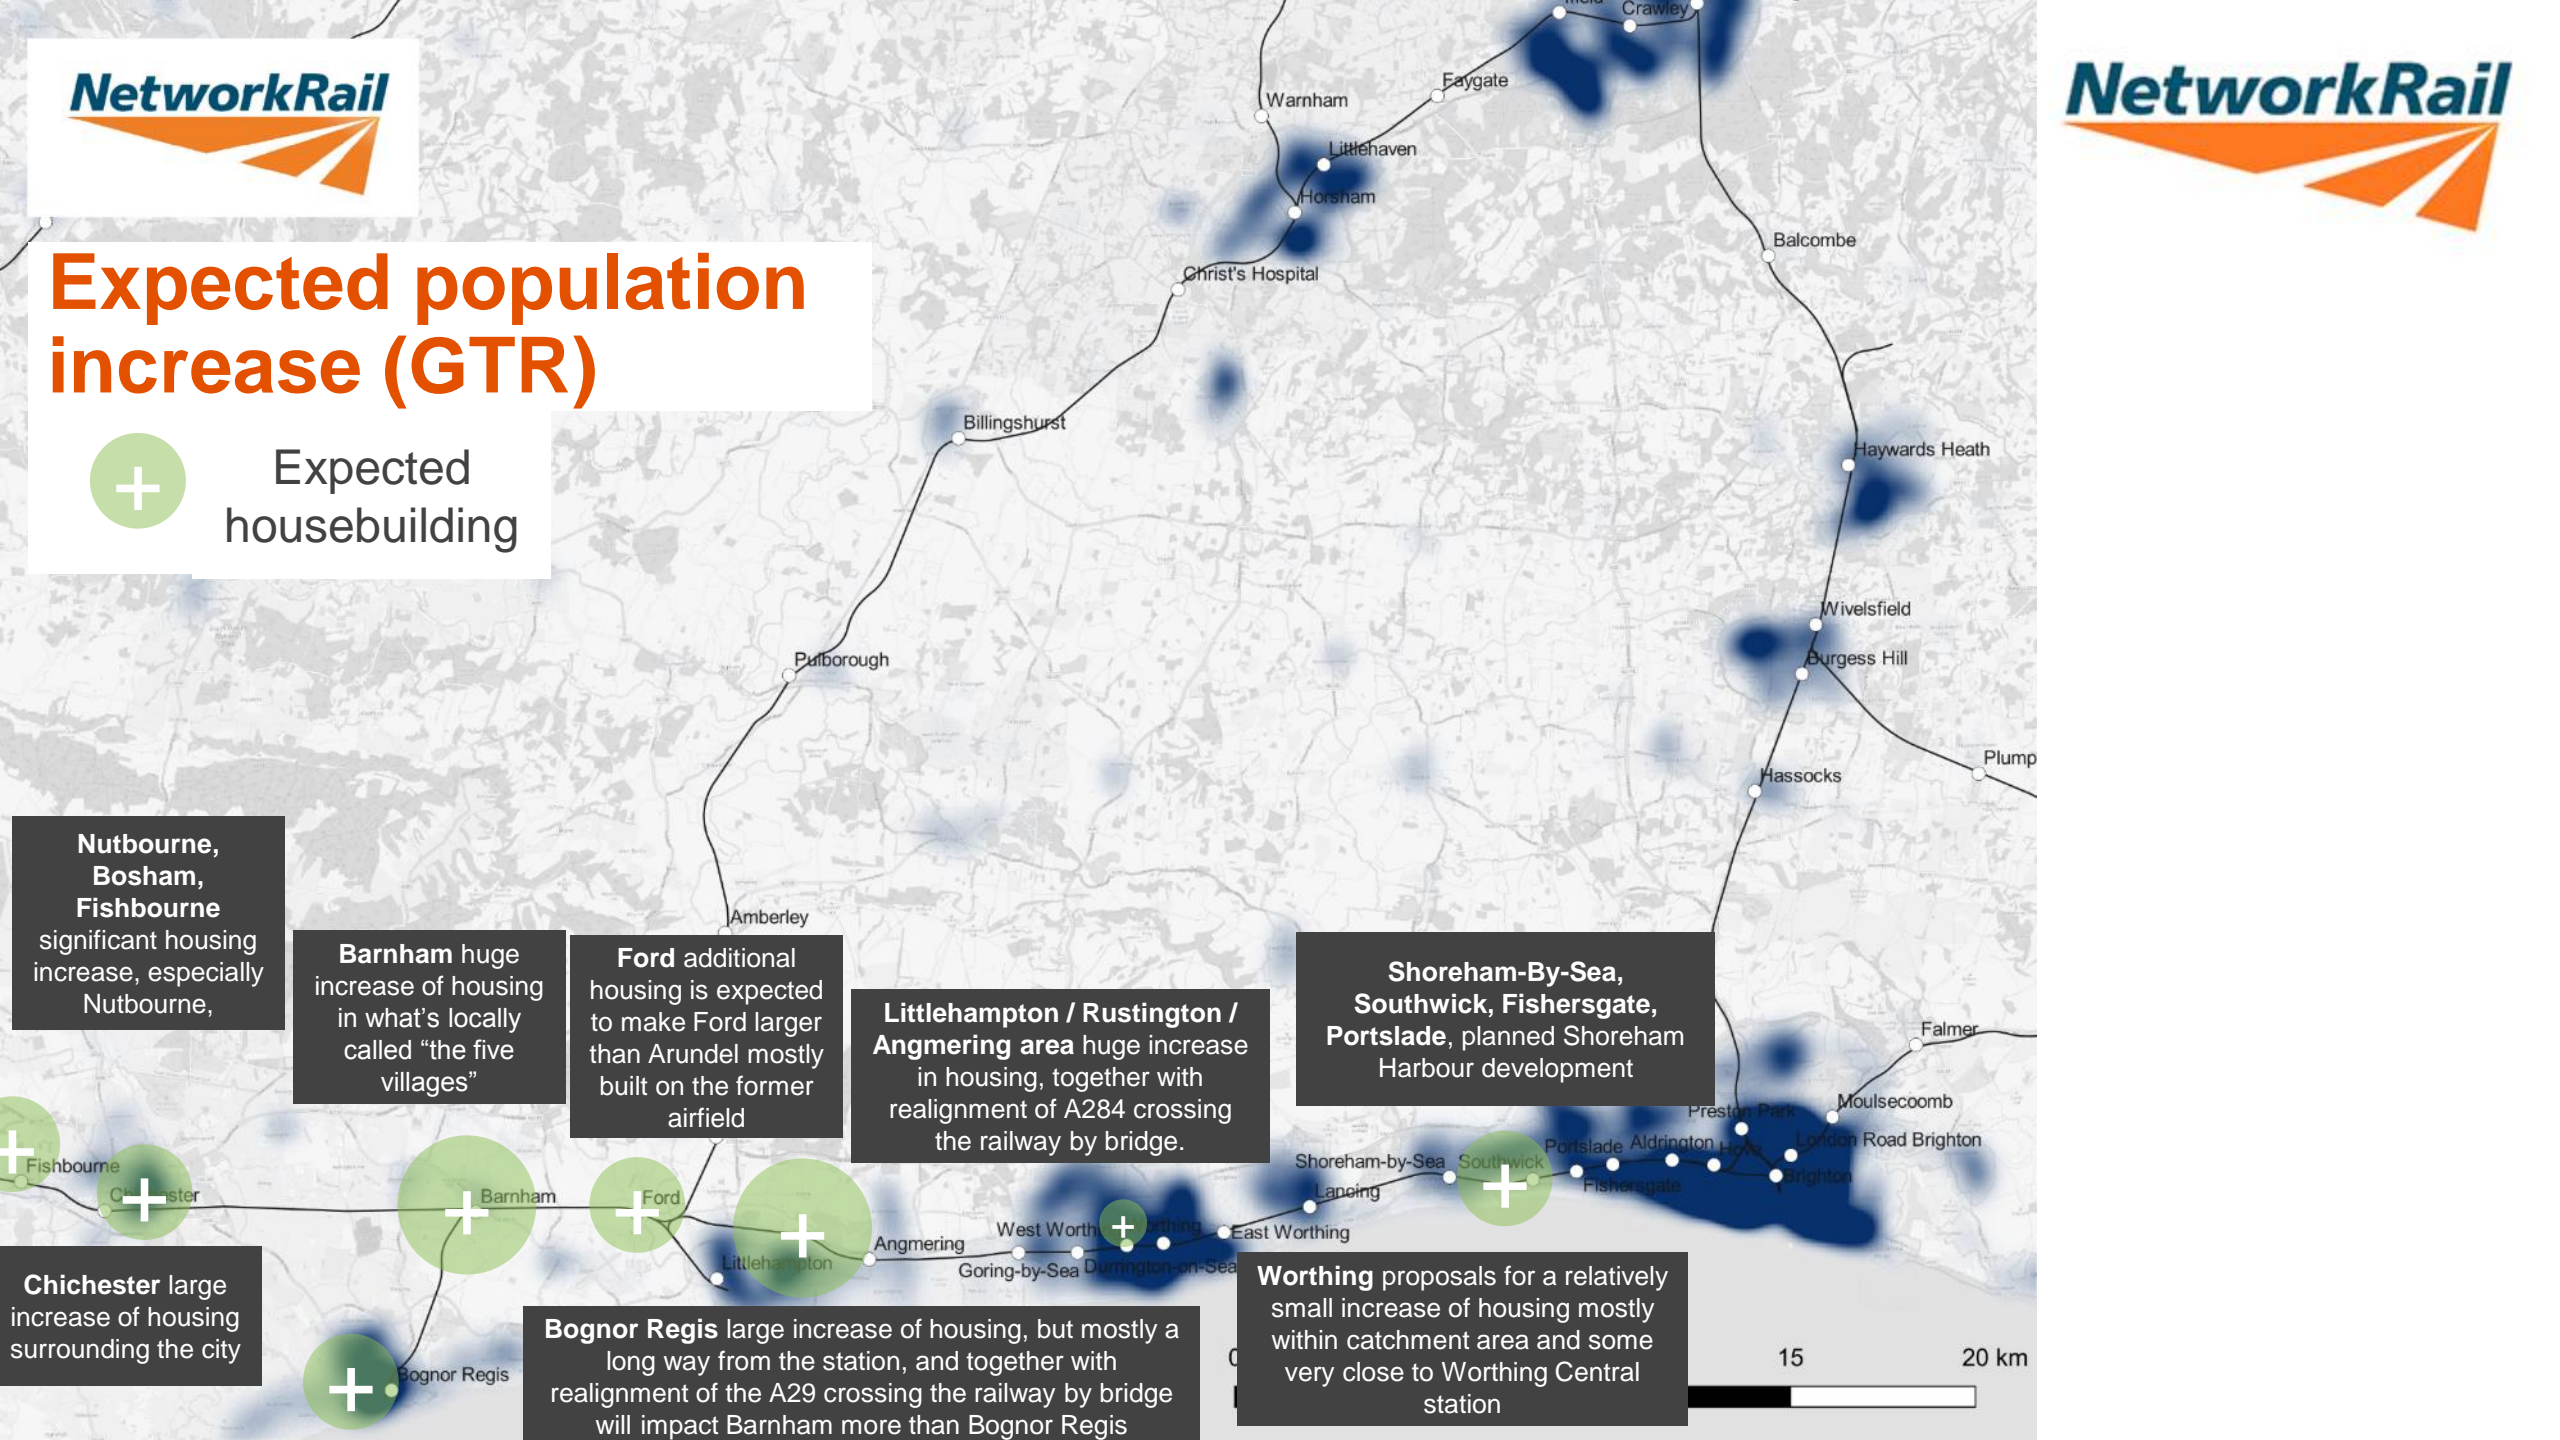 NetworkRail
NetworkRail
Expected population
increase (GTR)
+
Expected
housebuilding
Crawley
Faygate
Warnham
Littlehaven
Horsham
Christ's Hospital
Balcombe
Billingshurst
Haywards Heath
Wivelsfield
Burgess Hill
Pulborough
Plump
Hassocks
Amberley
Nutbourne,
Bosham,
Fishbourne
significant housing
increase, especially
Nutbourne,
Barnham huge
increase of housing
in what's locally
called “the five
villages”
Ford additional
housing is expected
to make Ford larger
than Arundel mostly
built on the former
airfield
Littlehampton / Rustington /
Angmering area huge increase
in housing, together with
realignment of A284 crossing
the railway by bridge.
Shoreham-By-Sea,
Southwick, Fishersgate,
Portslade, planned Shoreham
Harbour development
Falmer
Moulsecoomb
Preston Park
London Road Brighton
Portslade
Aldrington
Hove
Brighton
Fishersgate
Southwick
Shoreham-by-Sea
Lancing
East Worthing
West Worth
Durrington-on-Sea
Goring-by-Sea
Angmering
Littlehampton
Ford
Barnham
Fishbourne
Bognor Regis
Chichester large
increase of housing
surrounding the city
Bognor Regis large increase of housing, but mostly a
long way from the station, and together with
realignment of the A29 crossing the railway by bridge
will impact Barnham more than Bognor Regis
Worthing proposals for a relatively
small increase of housing mostly
within catchment area and some
very close to Worthing Central
station
0
15
20 km